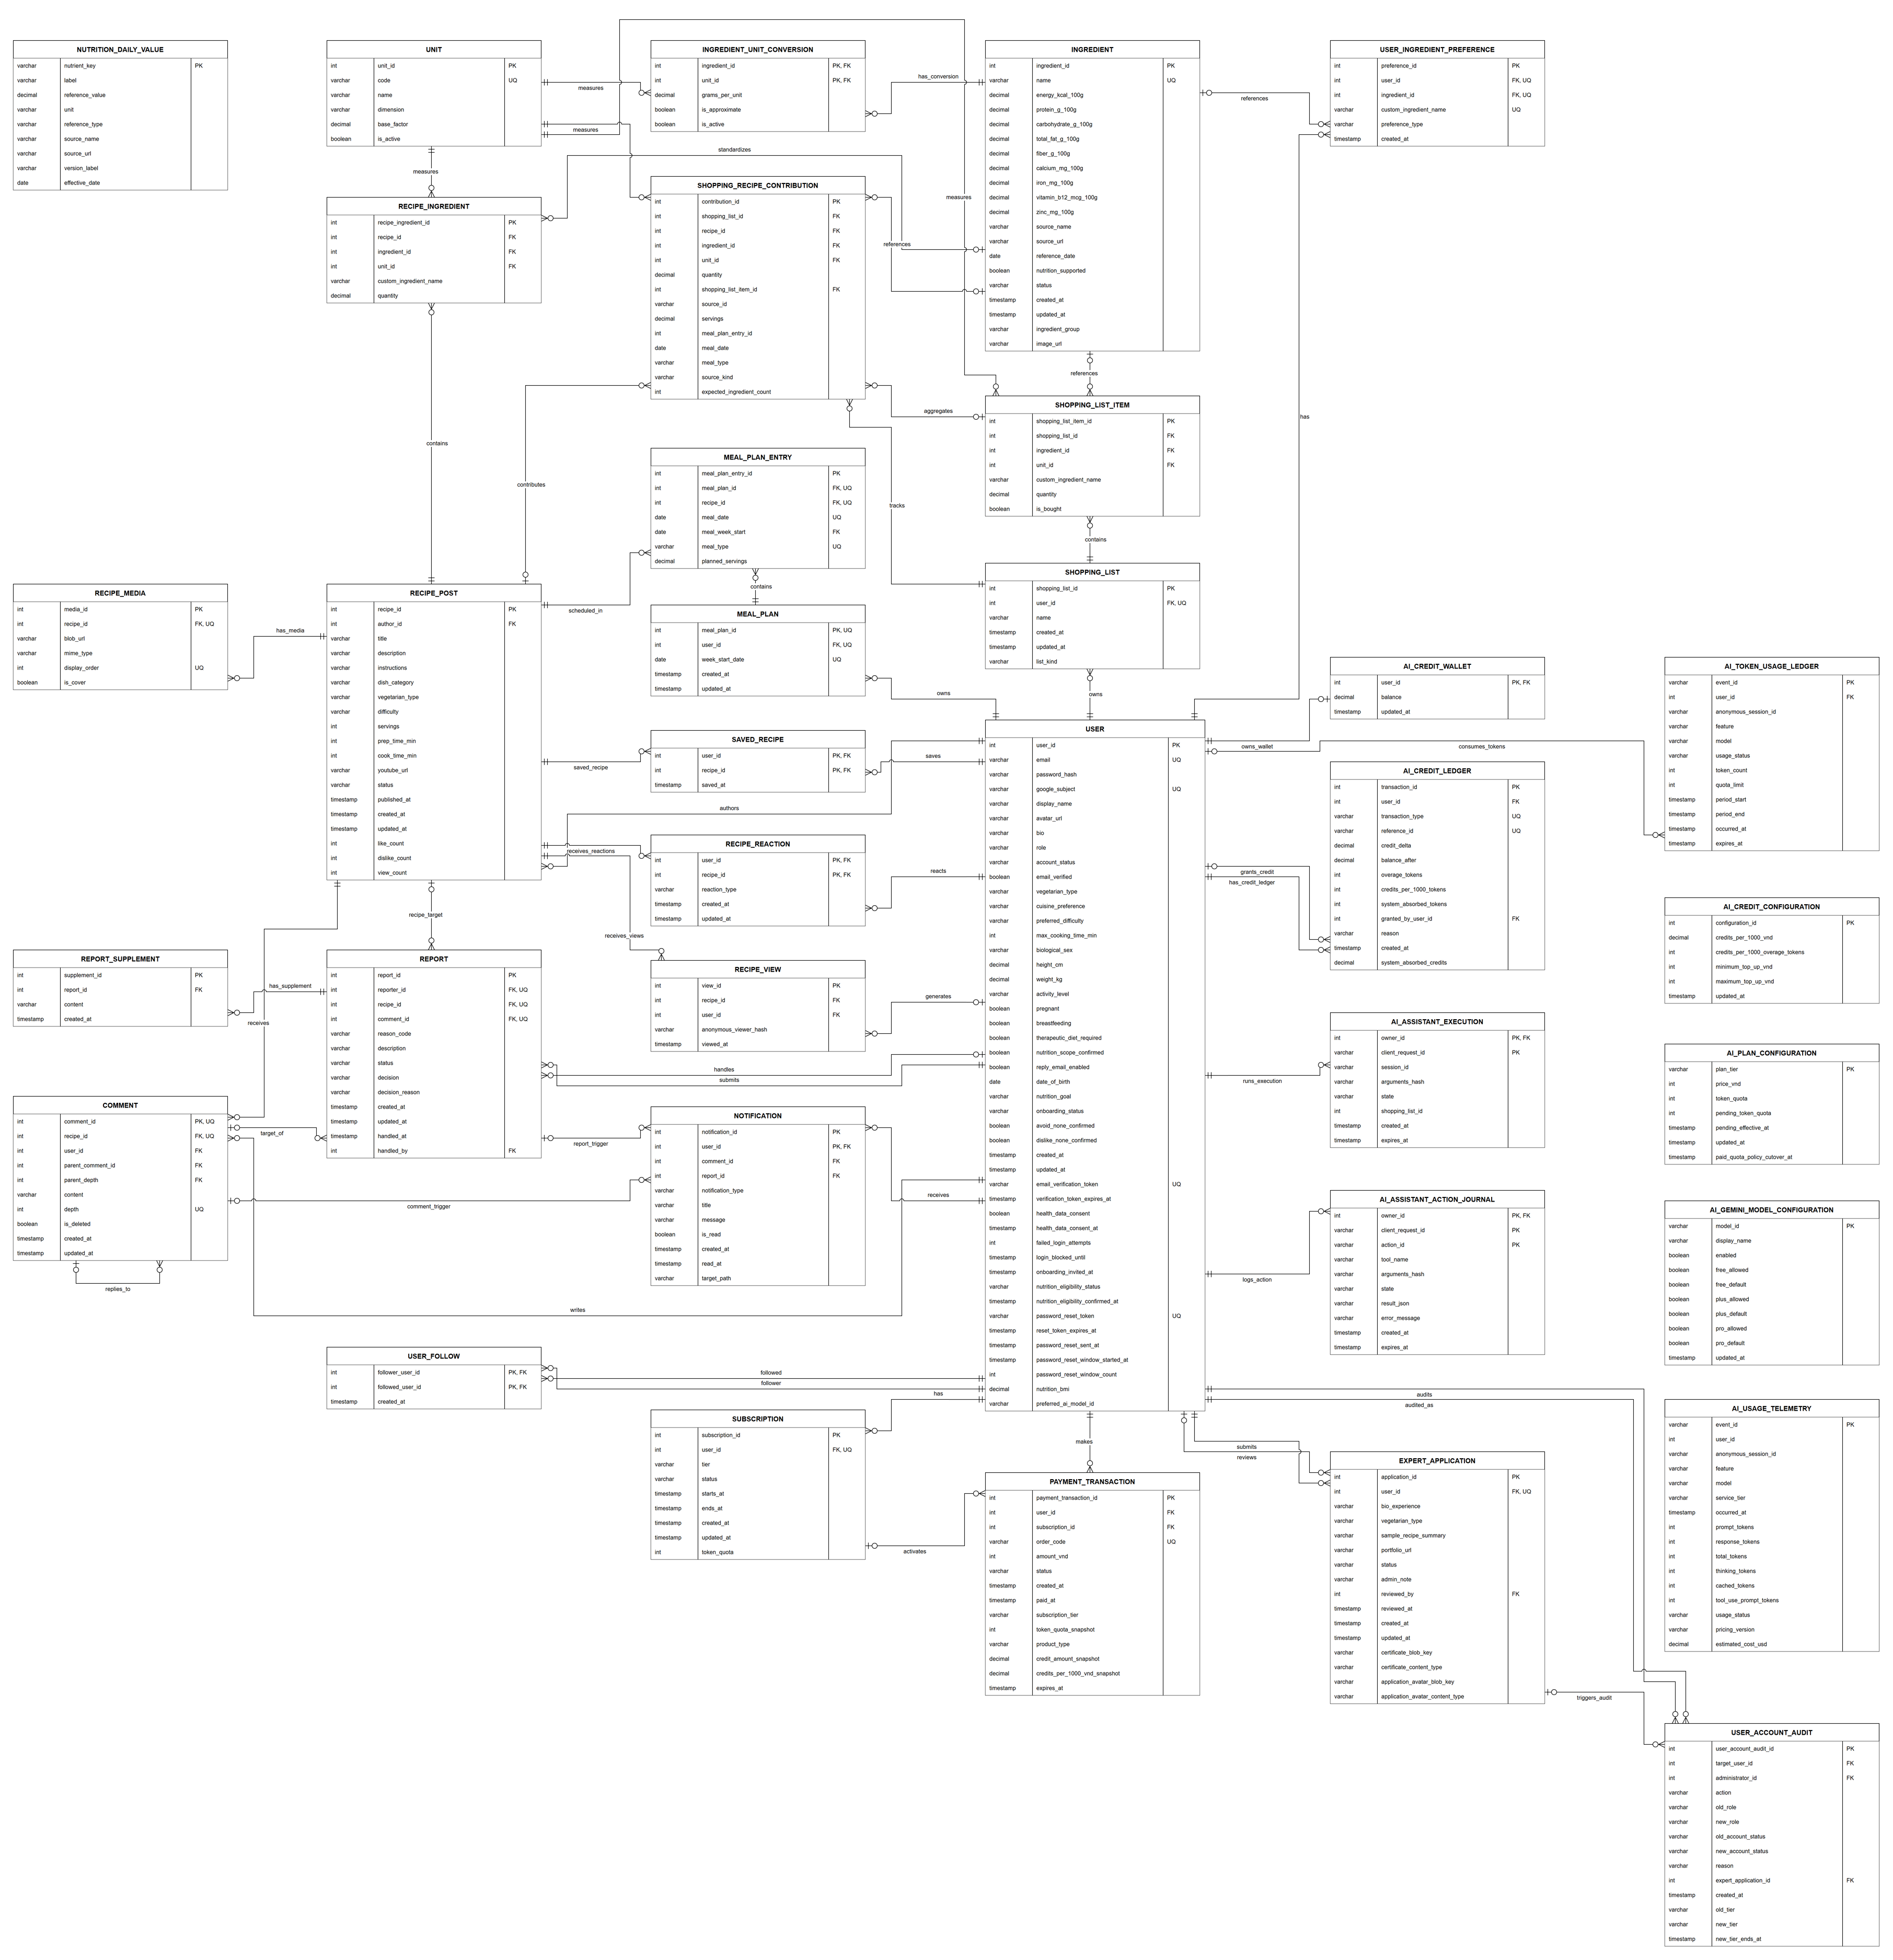 NUTRITION_DAILY_VALUE
varchar nutrient_key PK
varchar label
decimal reference_value
varchar unit
varchar reference_type
varchar source_name
varchar source_url
varchar version_label
date effective_date
UNIT
int unit_id PK
varchar code UQ
varchar name
varchar dimension
decimal base_factor
boolean is_active
INGREDIENT_UNIT_CONVERSION
int ingredient_id PK, FK
int unit_id PK, FK
decimal grams_per_unit
boolean is_approximate
boolean is_active
INGREDIENT
int ingredient_id PK
varchar name UQ
decimal energy_kcal_100g
decimal protein_g_100g
decimal carbohydrate_g_100g
decimal total_fat_g_100g
decimal fiber_g_100g
decimal calcium_mg_100g
decimal iron_mg_100g
decimal vitamin_b12_mcg_100g
decimal zinc_mg_100g
varchar source_name
varchar source_url
date reference_date
boolean nutrition_supported
varchar status
timestamp created_at
timestamp updated_at
varchar ingredient_group
varchar image_url
USER_INGREDIENT_PREFERENCE
int preference_id PK
int user_id FK, UQ
int ingredient_id FK, UQ
varchar custom_ingredient_name UQ
varchar preference_type
timestamp created_at
measures
has_conversion
references
measures
standardizes
measures
measures
references
RECIPE_INGREDIENT
int recipe_ingredient_id PK
int recipe_id FK
int ingredient_id FK
int unit_id FK
varchar custom_ingredient_name
decimal quantity
SHOPPING_RECIPE_CONTRIBUTION
int contribution_id PK
int shopping_list_id FK
int recipe_id FK
int ingredient_id FK
int unit_id FK
decimal quantity
int shopping_list_item_id FK
varchar source_id
decimal servings
int meal_plan_entry_id
date meal_date
varchar meal_type
varchar source_kind
int expected_ingredient_count
references
aggregates
has
contains
contributes
tracks
SHOPPING_LIST_ITEM
int shopping_list_item_id PK
int shopping_list_id FK
int ingredient_id FK
int unit_id FK
varchar custom_ingredient_name
decimal quantity
boolean is_bought
contains
MEAL_PLAN_ENTRY
int meal_plan_entry_id PK
int meal_plan_id FK, UQ
int recipe_id FK, UQ
date meal_date UQ
date meal_week_start FK
varchar meal_type UQ
decimal planned_servings
contains
SHOPPING_LIST
int shopping_list_id PK
int user_id FK, UQ
varchar name
timestamp created_at
timestamp updated_at
varchar list_kind
owns
MEAL_PLAN
int meal_plan_id PK, UQ
int user_id FK, UQ
date week_start_date UQ
timestamp created_at
timestamp updated_at
owns
RECIPE_MEDIA
int media_id PK
int recipe_id FK, UQ
varchar blob_url
varchar mime_type
int display_order UQ
boolean is_cover
has_media
RECIPE_POST
int recipe_id PK
int author_id FK
varchar title
varchar description
varchar instructions
varchar dish_category
varchar vegetarian_type
varchar difficulty
int servings
int prep_time_min
int cook_time_min
varchar youtube_url
varchar status
timestamp published_at
timestamp created_at
timestamp updated_at
int like_count
int dislike_count
int view_count
scheduled_in
saved_recipe
saves
authors
receives_reactions
receives_views
reacts
generates
recipe_target
SAVED_RECIPE
int user_id PK, FK
int recipe_id PK, FK
timestamp saved_at
RECIPE_REACTION
int user_id PK, FK
int recipe_id PK, FK
varchar reaction_type
timestamp created_at
timestamp updated_at
RECIPE_VIEW
int view_id PK
int recipe_id FK
int user_id FK
varchar anonymous_viewer_hash
timestamp viewed_at
USER
int user_id PK
varchar email UQ
varchar password_hash
varchar google_subject UQ
varchar display_name
varchar avatar_url
varchar bio
varchar role
varchar account_status
boolean email_verified
varchar vegetarian_type
varchar cuisine_preference
varchar preferred_difficulty
int max_cooking_time_min
varchar biological_sex
decimal height_cm
decimal weight_kg
varchar activity_level
boolean pregnant
boolean breastfeeding
boolean therapeutic_diet_required
boolean nutrition_scope_confirmed
boolean reply_email_enabled
date date_of_birth
varchar nutrition_goal
varchar onboarding_status
boolean avoid_none_confirmed
boolean dislike_none_confirmed
timestamp created_at
timestamp updated_at
varchar email_verification_token UQ
timestamp verification_token_expires_at
boolean health_data_consent
timestamp health_data_consent_at
int failed_login_attempts
timestamp login_blocked_until
timestamp onboarding_invited_at
varchar nutrition_eligibility_status
timestamp nutrition_eligibility_confirmed_at
varchar password_reset_token UQ
timestamp reset_token_expires_at
timestamp password_reset_sent_at
timestamp password_reset_window_started_at
int password_reset_window_count
decimal nutrition_bmi
varchar preferred_ai_model_id
REPORT_SUPPLEMENT
int supplement_id PK
int report_id FK
varchar content
timestamp created_at
has_supplement
receives
REPORT
int report_id PK
int reporter_id FK, UQ
int recipe_id FK, UQ
int comment_id FK, UQ
varchar reason_code
varchar description
varchar status
varchar decision
varchar decision_reason
timestamp created_at
timestamp updated_at
timestamp handled_at
int handled_by FK
handles
submits
COMMENT
int comment_id PK, UQ
int recipe_id FK, UQ
int user_id FK
int parent_comment_id FK
int parent_depth FK
varchar content
int depth UQ
boolean is_deleted
timestamp created_at
timestamp updated_at
target_of
report_trigger
comment_trigger
replies_to
writes
receives
NOTIFICATION
int notification_id PK
int user_id PK, FK
int comment_id FK
int report_id FK
varchar notification_type
varchar title
varchar message
boolean is_read
timestamp created_at
timestamp read_at
varchar target_path
USER_FOLLOW
int follower_user_id PK, FK
int followed_user_id PK, FK
timestamp created_at
followed
follower
has
SUBSCRIPTION
int subscription_id PK
int user_id FK, UQ
varchar tier
varchar status
timestamp starts_at
timestamp ends_at
timestamp created_at
timestamp updated_at
int token_quota
activates
makes
PAYMENT_TRANSACTION
int payment_transaction_id PK
int user_id FK
int subscription_id FK
varchar order_code UQ
int amount_vnd
varchar status
timestamp created_at
timestamp paid_at
varchar subscription_tier
int token_quota_snapshot
varchar product_type
decimal credit_amount_snapshot
decimal credits_per_1000_vnd_snapshot
timestamp expires_at
AI_CREDIT_WALLET
int user_id PK, FK
decimal balance
timestamp updated_at
owns_wallet
consumes_tokens
AI_CREDIT_LEDGER
int transaction_id PK
int user_id FK
varchar transaction_type UQ
varchar reference_id UQ
decimal credit_delta
decimal balance_after
int overage_tokens
int credits_per_1000_tokens
int system_absorbed_tokens
int granted_by_user_id FK
varchar reason
timestamp created_at
decimal system_absorbed_credits
grants_credit
has_credit_ledger
AI_ASSISTANT_EXECUTION
int owner_id PK, FK
varchar client_request_id PK
varchar session_id
varchar arguments_hash
varchar state
int shopping_list_id
timestamp created_at
timestamp expires_at
runs_execution
AI_ASSISTANT_ACTION_JOURNAL
int owner_id PK, FK
varchar client_request_id PK
varchar action_id PK
varchar tool_name
varchar arguments_hash
varchar state
varchar result_json
varchar error_message
timestamp created_at
timestamp expires_at
logs_action
audits
audited_as
submits
reviews
EXPERT_APPLICATION
int application_id PK
int user_id FK, UQ
varchar bio_experience
varchar vegetarian_type
varchar sample_recipe_summary
varchar portfolio_url
varchar status
varchar admin_note
int reviewed_by FK
timestamp reviewed_at
timestamp created_at
timestamp updated_at
varchar certificate_blob_key
varchar certificate_content_type
varchar application_avatar_blob_key
varchar application_avatar_content_type
triggers_audit
AI_TOKEN_USAGE_LEDGER
varchar event_id PK
int user_id FK
varchar anonymous_session_id
varchar feature
varchar model
varchar usage_status
int token_count
int quota_limit
timestamp period_start
timestamp period_end
timestamp occurred_at
timestamp expires_at
AI_CREDIT_CONFIGURATION
int configuration_id PK
decimal credits_per_1000_vnd
int credits_per_1000_overage_tokens
int minimum_top_up_vnd
int maximum_top_up_vnd
timestamp updated_at
AI_PLAN_CONFIGURATION
varchar plan_tier PK
int price_vnd
int token_quota
int pending_token_quota
timestamp pending_effective_at
timestamp updated_at
timestamp paid_quota_policy_cutover_at
AI_GEMINI_MODEL_CONFIGURATION
varchar model_id PK
varchar display_name
boolean enabled
boolean free_allowed
boolean free_default
boolean plus_allowed
boolean plus_default
boolean pro_allowed
boolean pro_default
timestamp updated_at
AI_USAGE_TELEMETRY
varchar event_id PK
int user_id
varchar anonymous_session_id
varchar feature
varchar model
varchar service_tier
timestamp occurred_at
int prompt_tokens
int response_tokens
int total_tokens
int thinking_tokens
int cached_tokens
int tool_use_prompt_tokens
varchar usage_status
varchar pricing_version
decimal estimated_cost_usd
USER_ACCOUNT_AUDIT
int user_account_audit_id PK
int target_user_id FK
int administrator_id FK
varchar action
varchar old_role
varchar new_role
varchar old_account_status
varchar new_account_status
varchar reason
int expert_application_id FK
timestamp created_at
varchar old_tier
varchar new_tier
timestamp new_tier_ends_at